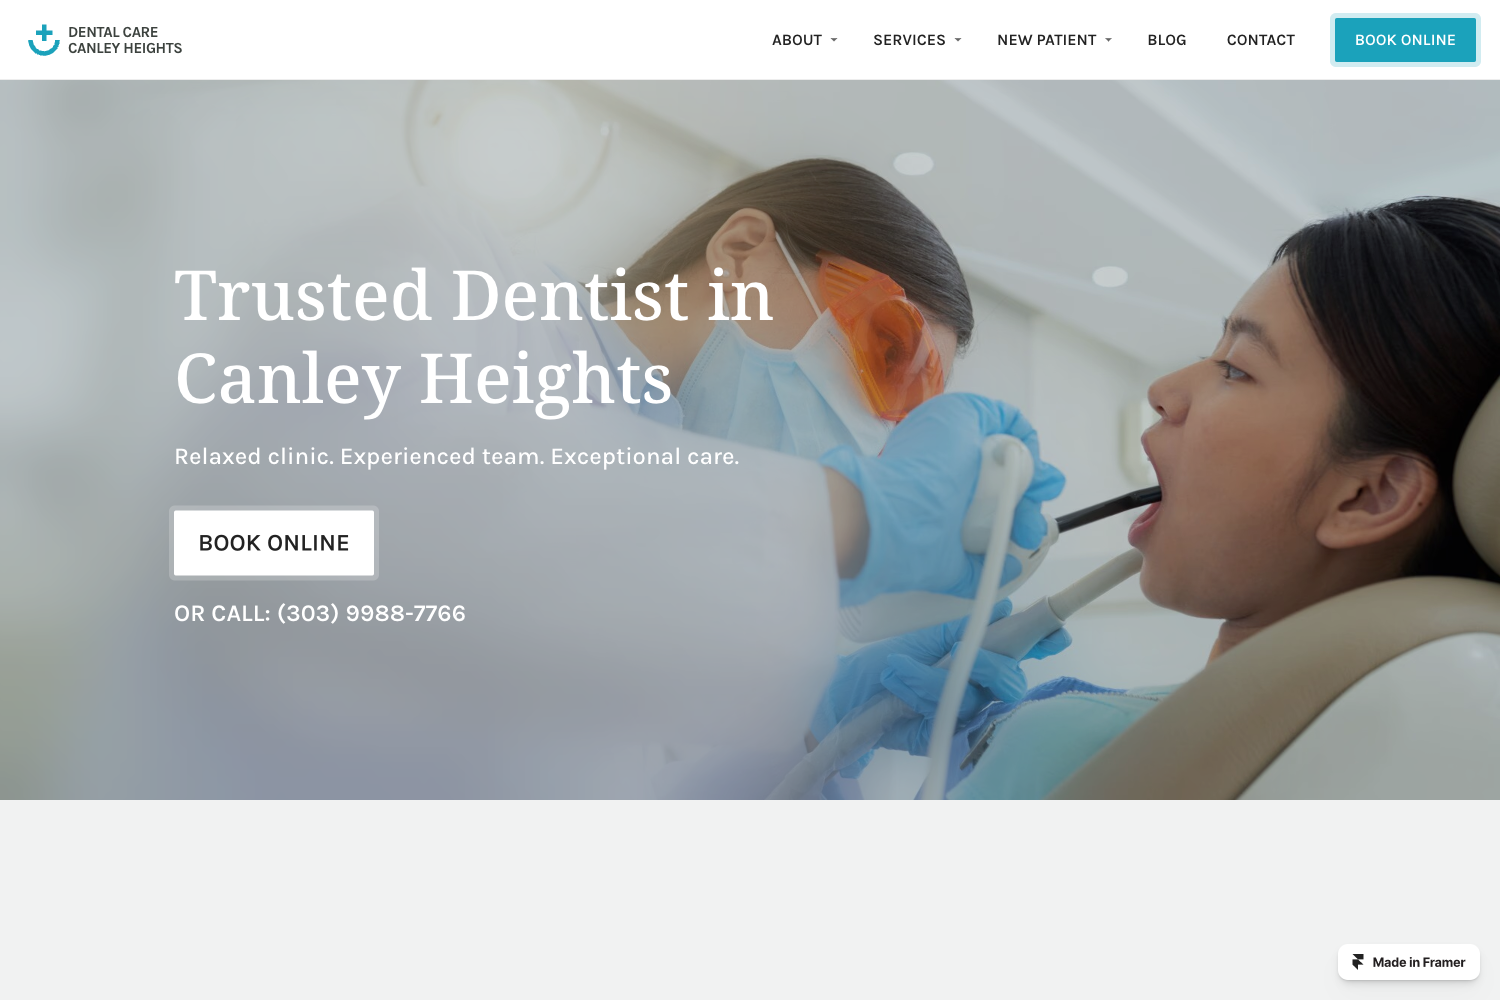 DENTAL CARE
CANLEY HEIGHTS
ABOUT
SERVICES
NEW PATIENT
BLOG
CONTACT
BOOK ONLINE
Trusted Dentist in
Canley Heights
Relaxed clinic. Experienced team. Exceptional care.
BOOK ONLINE
OR CALL: (303) 9988-7766
Made in Framer